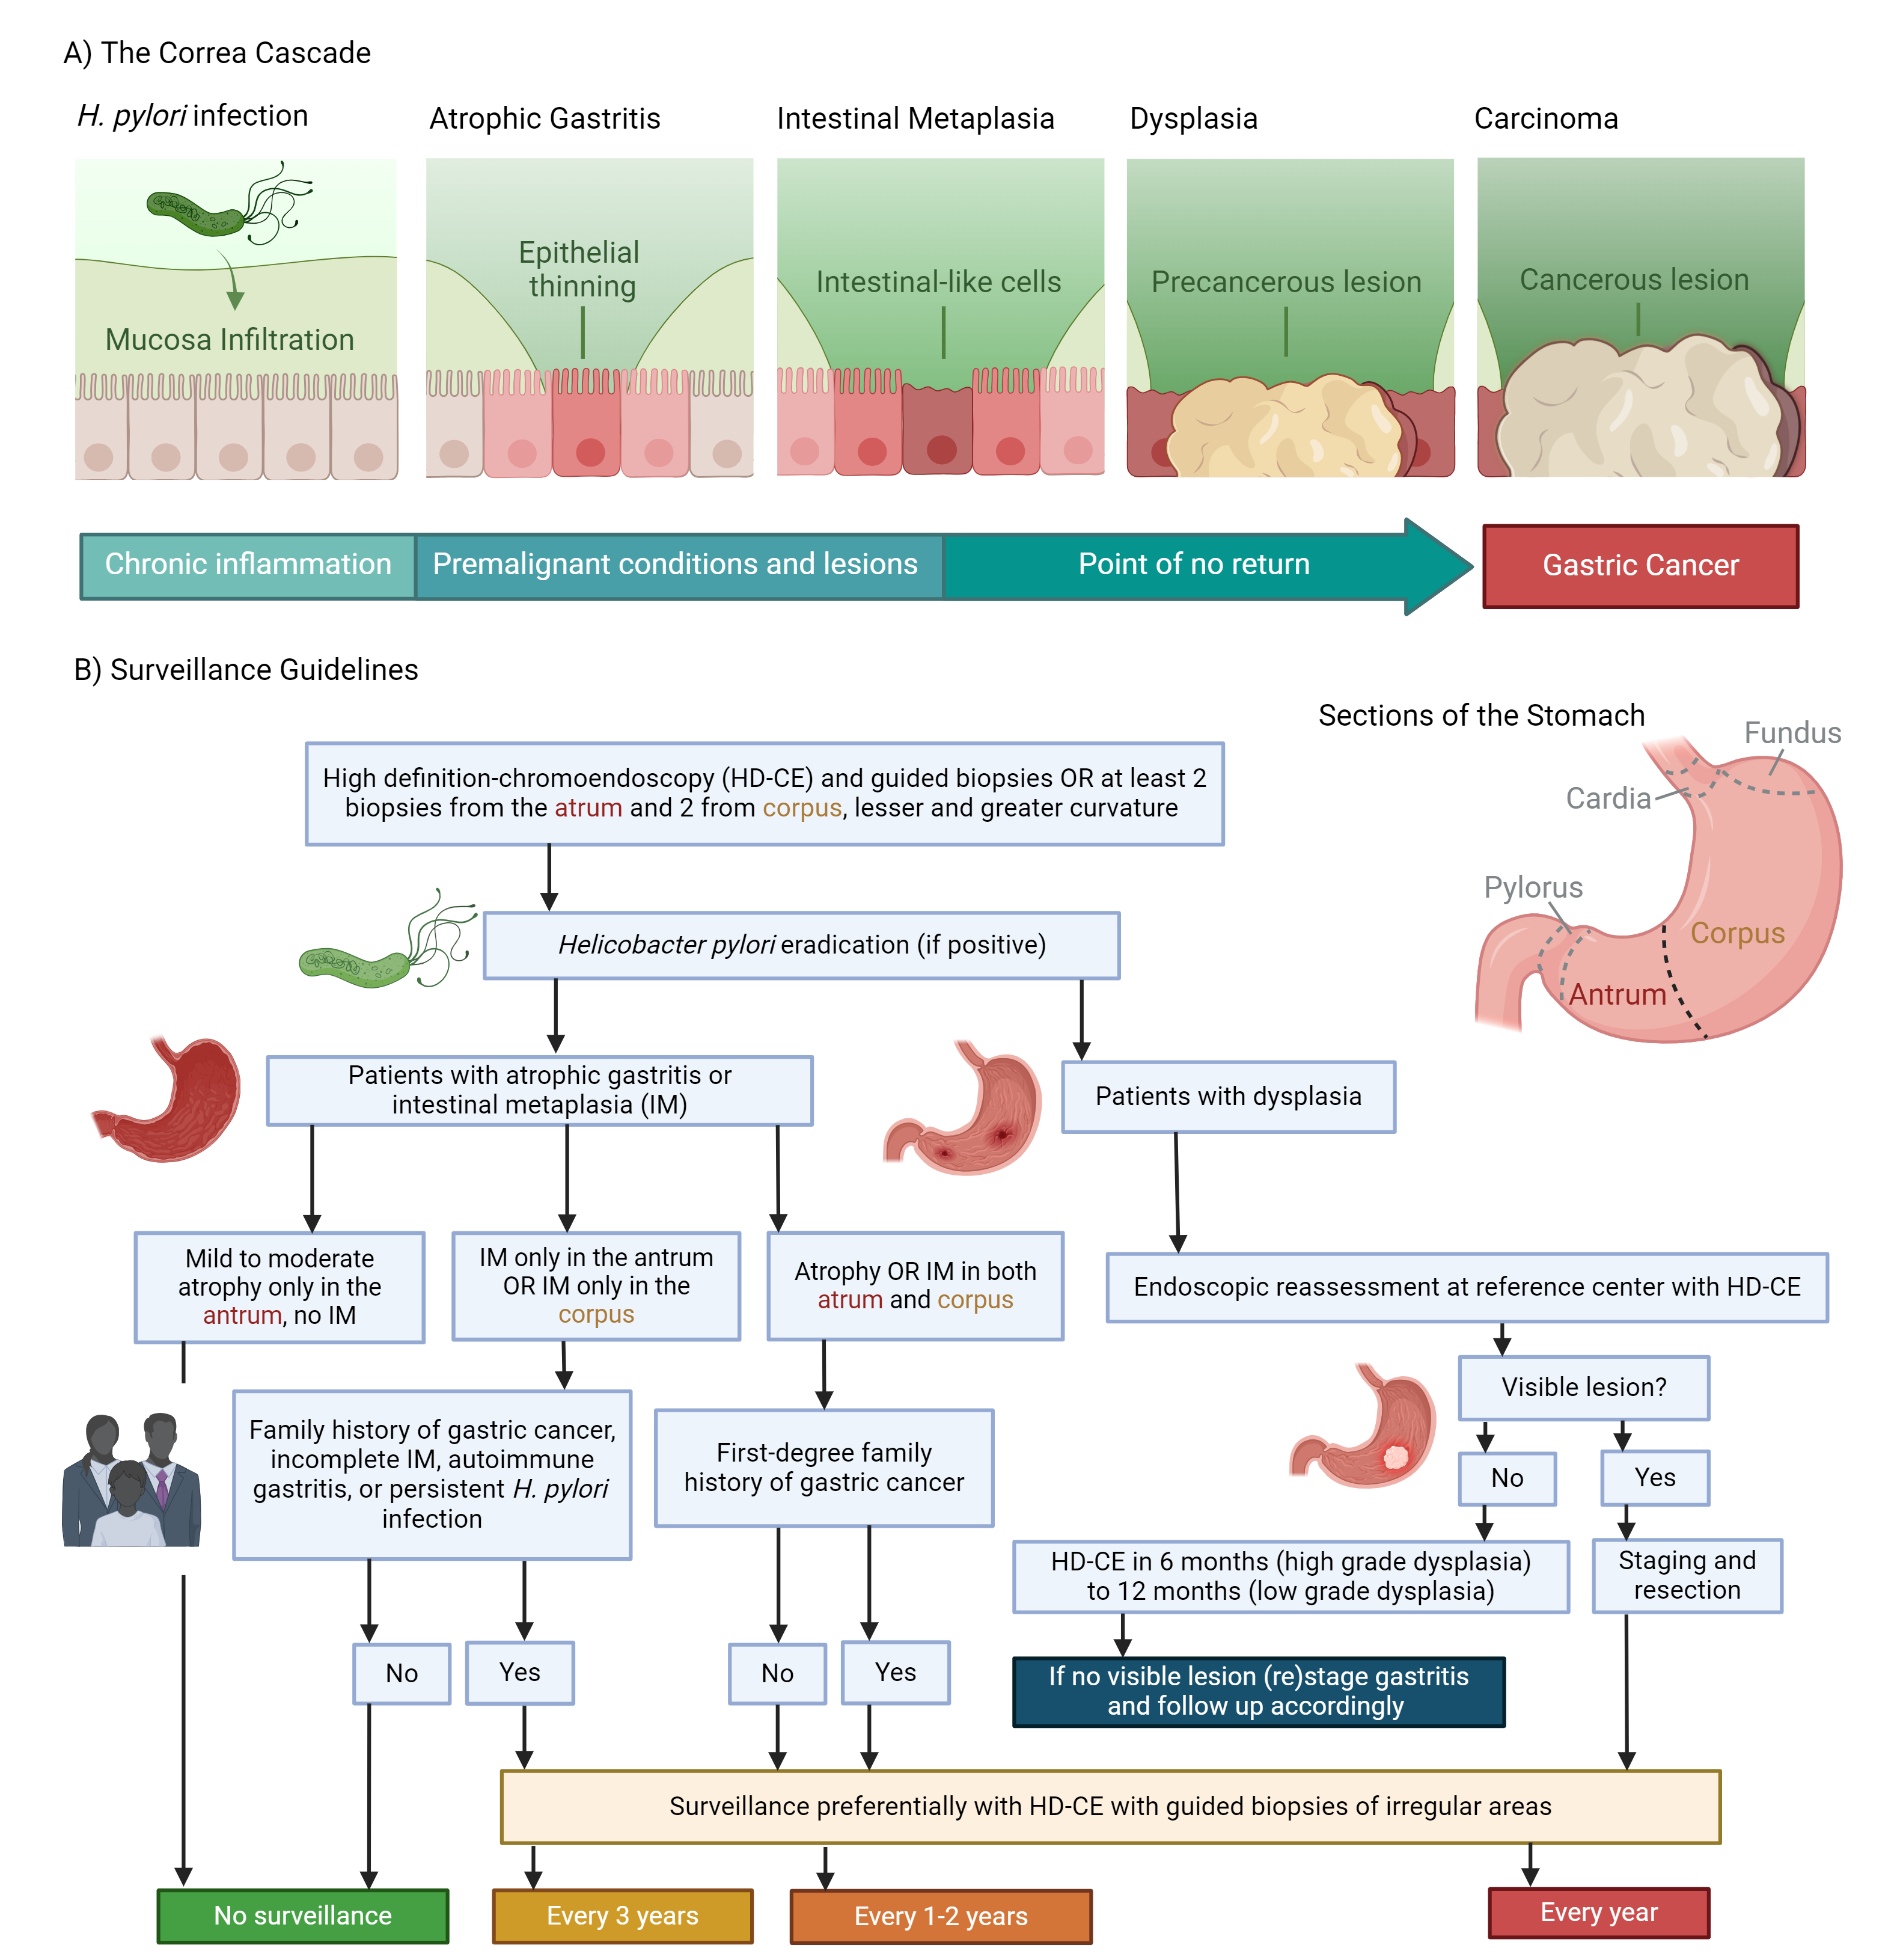 A) The Correa Cascade
H. pylori infection
Atrophic Gastritis
Intestinal Metaplasia
Dysplasia
Carcinoma
Mucosa Infiltration
Epithelial
thinning
Intestinal-like cells
Precancerous lesion
Cancerous lesion
Chronic inflammation
Premalignant conditions and lesions
Point of no return
Gastric Cancer
B) Surveillance Guidelines
Sections of the Stomach
Fundus
Cardia
Pylorus
Corpus
Antrum
High definition-chromoendoscopy (HD-CE) and guided biopsies OR at least 2
biopsies from the atrum and 2 from corpus, lesser and greater curvature
Helicobacter pylori eradication (if positive)
Patients with atrophic gastritis or
intestinal metaplasia (IM)
Patients with dysplasia
Mild to moderate
atrophy only in the
antrum, no IM
IM only in the antrum
OR IM only in the
corpus
Atrophy OR IM in both
atrum and corpus
Endoscopic reassessment at reference center with HD-CE
Visible lesion?
Family history of gastric cancer,
incomplete IM, autoimmune
gastritis, or persistent H. pylori
infection
First-degree family
history of gastric cancer
No
Yes
HD-CE in 6 months (high grade dysplasia)
to 12 months (low grade dysplasia)
Staging and
resection
No
Yes
No
Yes
If no visible lesion (re)stage gastritis
and follow up accordingly
Surveillance preferentially with HD-CE with guided biopsies of irregular areas
No surveillance
Every 3 years
Every 1-2 years
Every year